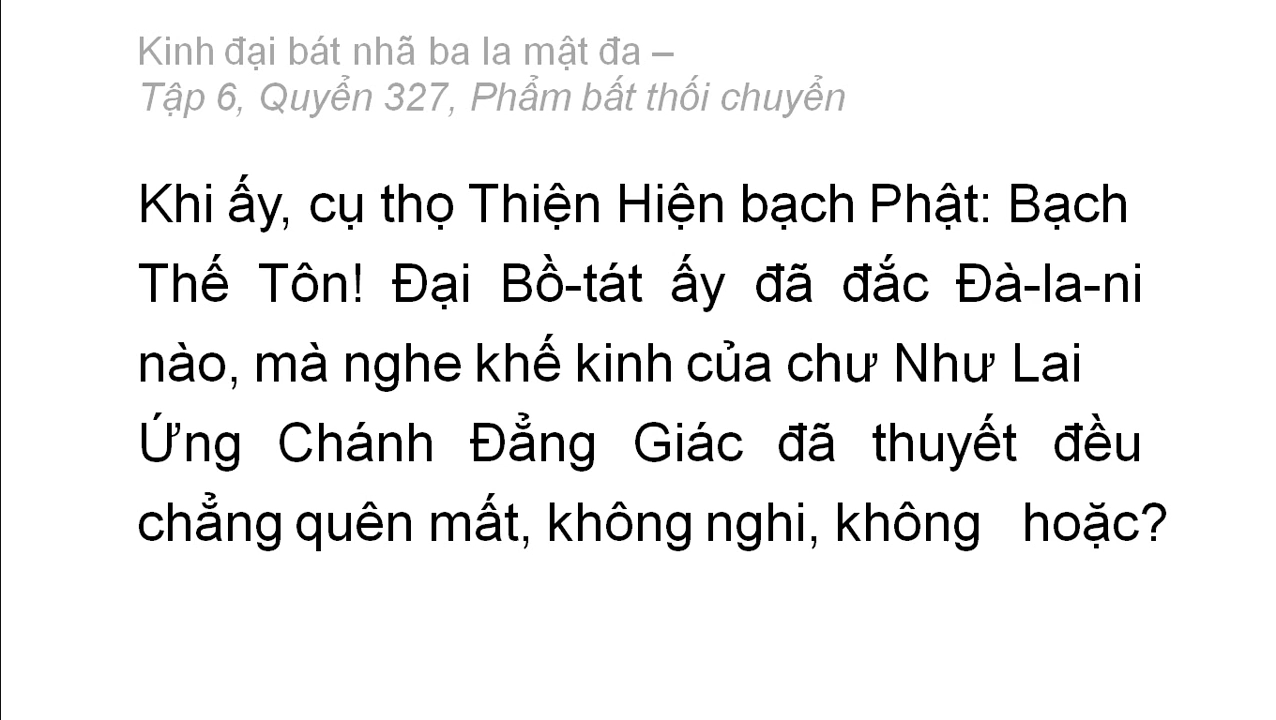 Kinh đại bát nhã ba la mật đa –
Tập 6, Quyển 327, Phẩm bất thối chuyển
Khi ấy, cụ thọ Thiện Hiện bạch Phật: Bạch
Thế Tôn! Đại Bồ-tát ấy đã đắc Đà-la-ni
nào, mà nghe khế kinh của chư Như Lai
Ứng Chánh Đẳng Giác đã thuyết đều
chẳng quên mất, không nghi, không hoặc?